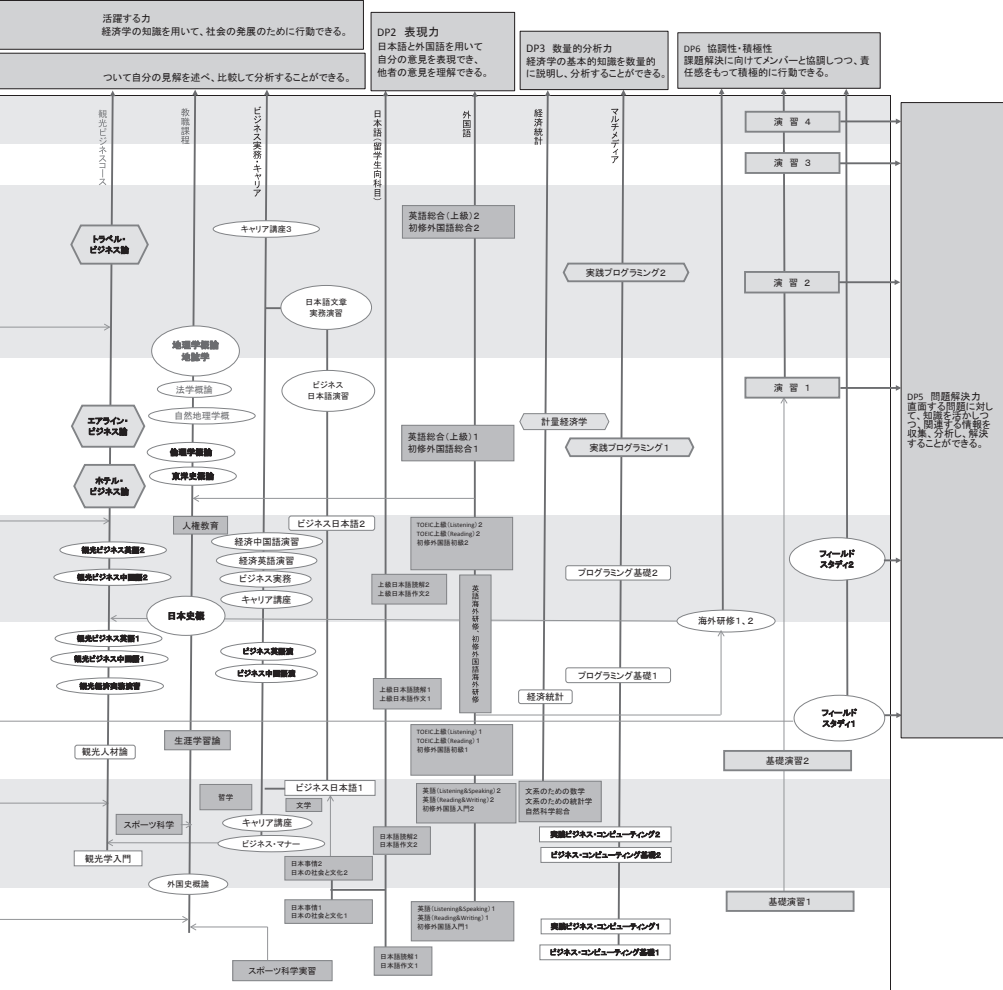 活躍する力
経済学の知識を用いて、社会の発展のために行動できる。
ついて自分の見解を述べ、比較して分析することができる。
DP2 表現力
日本語と外国語を用いて
自分の意見を表現でき、
他者の意見を理解できる。
DP3 数量的分析力
経済学の基本的知識を数量的
に説明し、分析することができる。
DP6 協調性・積極性
課題解決に向けてメンバーと協調しつつ、責
任感をもって積極的に行動できる。
観光ビジネスコース
教職課程
ビジネス実務・キャリア
日本語(留学生向科目)
外国語
経済統計
マルチメディア
演 習 4
演 習 3
DP5 問題解決力
直面する問題に対し
て、知識を活かしつ
つ、関連する情報を
収集、分析し、解決
することができる。
トラベル・
ビジネス論
キャリア講座3
英語総合(上級)2
初修外国語総合2
実践プログラミング2
演 習 2
日本語文章
実務演習
地理学概論
地誌学
法学概論
自然地理学概
ビジネス
日本語演習
演 習 1
エアライン・
ビジネス論
計量経済学
英語総合(上級)1
初修外国語総合1
実践プログラミング1
倫理学概論
東洋史概論
ホテル・
ビジネス論
人権教育
ビジネス日本語2
TOEIC上級(Listening)2
TOEIC上級(Reading)2
初修外国語初級2
経済中国語演習
経済英語演習
ビジネス実務
キャリア講座
観光ビジネス英語2
観光ビジネス中国語2
上級日本語読解2
上級日本語作文2
英語海外研修、初修外国語海外研修
プログラミング基礎2
フィールド
スタディ2
日本史概
海外研修1、2
観光ビジネス英語1
観光ビジネス中国語1
観光経済実務演習
ビジネス英語演
ビジネス中国語演
上級日本語読解1
上級日本語作文1
プログラミング基礎1
経済統計
フィールド
スタディ1
生涯学習論
観光人材論
TOEIC上級(Listening)1
TOEIC上級(Reading)1
初修外国語初級1
基礎演習2
ビジネス日本語1
哲学
文学
英語(Listening&Speaking)2
英語(Reading&Writing)2
初修外国語入門2
文系のための数学
文系のための統計学
自然科学総合
スポーツ科学
キャリア講座
ビジネス・マナー
日本語読解2
日本語作文2
実践ビジネス・コンピューティング2
ビジネス・コンピューティング基礎2
観光学入門
日本事情2
日本の社会と文化2
外国史概論
日本事情1
日本の社会と文化1
英語(Listening&Speaking)1
英語(Reading&Writing)1
初修外国語入門1
基礎演習1
実践ビジネス・コンピューティング1
ビジネス・コンピューティング基礎1
日本語読解1
日本語作文1
スポーツ科学実習